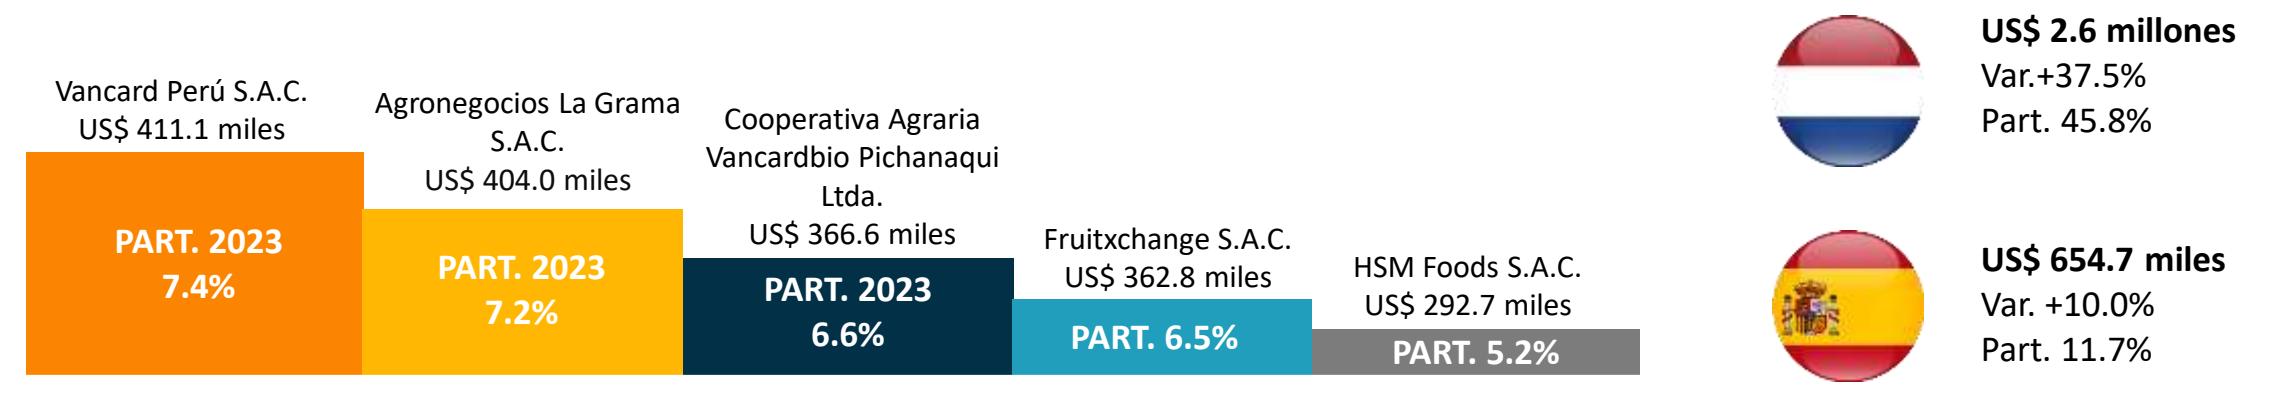 Vancard Perú S.A.C.
US$ 411.1 miles
PART. 2023
7.4%
Agronegocios La Grama
S.A.C.
US$ 404.0 miles
PART. 2023
7.2%
Cooperativa Agraria
Vancardbio Pichanaqui
Ltda.
US$ 366.6 miles
PART. 2023
6.6%
Fruitxchange S.A.C.
US$ 362.8 miles
PART. 6.5%
HSM Foods S.A.C.
US$ 292.7 miles
PART. 5.2%
US$ 2.6 millones
Var.+37.5%
Part. 45.8%
US$ 654.7 miles
Var. +10.0%
Part. 11.7%